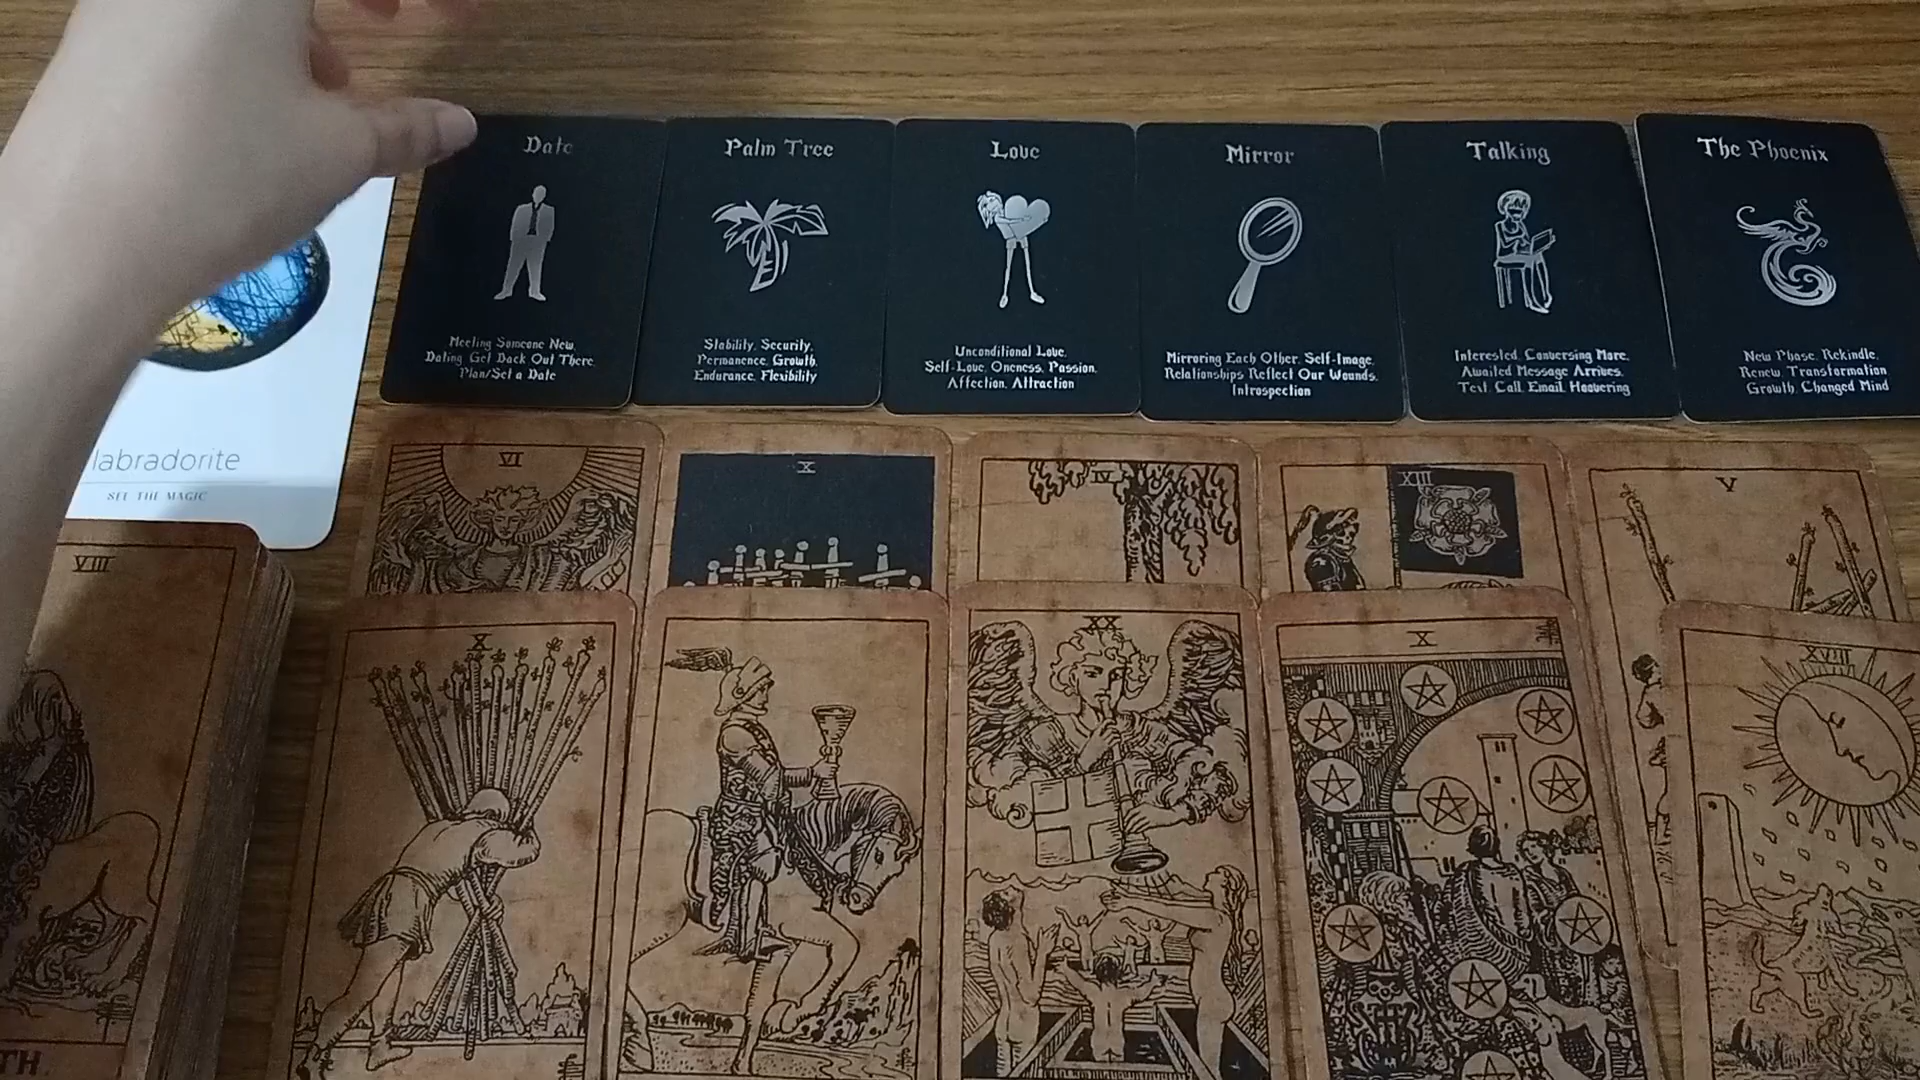 Date
Meeting Someone New,
Dating, Get Back Out There,
Plan/Set a Date
Palm Tree
Stability, Security,
Permanence, Growth,
Endurance, Flexibility
Love
Unconditional Love,
Self-Love, Oneness, Passion,
Affection, Attraction
Mirror
Mirroring Each Other, Self-Image,
Relationships Reflect Our Wounds,
Introspection
Talking
Interested, Conversing More,
Awaited Message Arrives,
Text, Call, Email, Hoovering
The Phoenix
New Phase, Rekindle,
Renew, Transformation
Growth, Changed Mind
labradorite
SEE THE MAGIC
VI
X
IV
XIII
V
VIII
X
XX
X
XVIII
TH